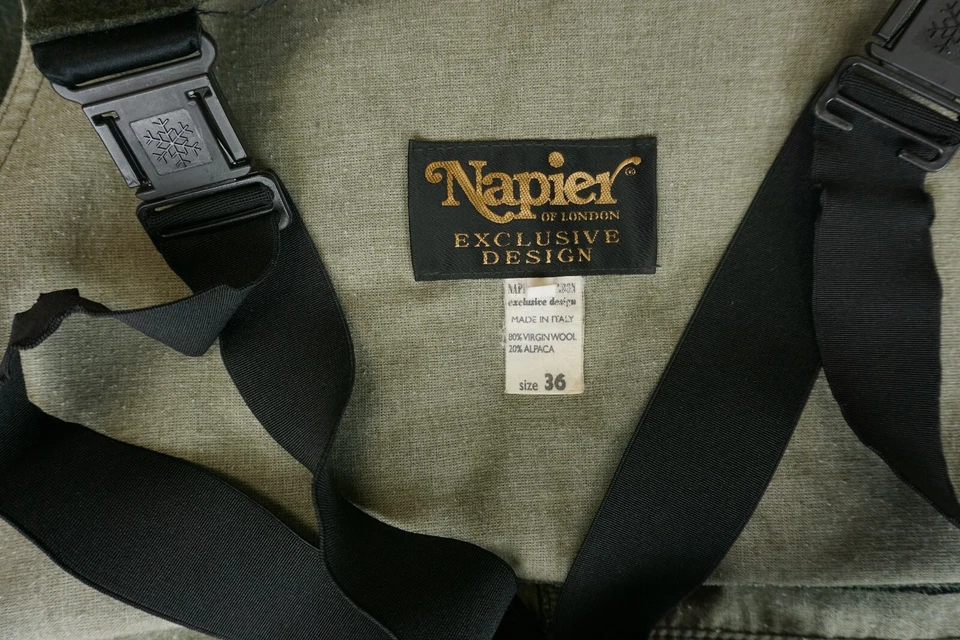 Napier
OF LONDON
EXCLUSIVE
DESIGN
exclusive design
MADE IN ITALY
80% VIRGIN WOOL
20% ALPACA
size 36